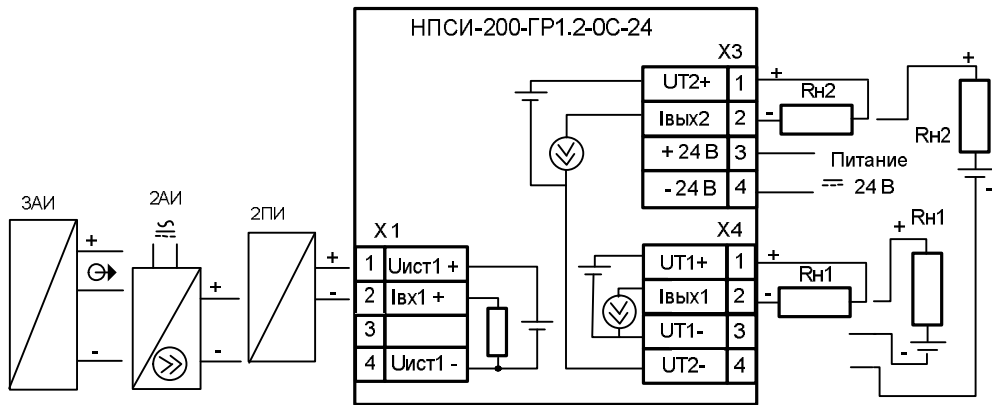 НПСИ-200-ГР1.2-0С-24
X3
UT2+ 1
Iвых2 2
+ 24 В 3
- 24 В 4
+
-
Rн2
+
Rн2
-
Питание
24 В
3АИ
+
-
2АИ
+
-
2ПИ
+
-
X1
1 Uист1 +
2 Iвх1 +
3
4 Uист1 -
X4
UT1+ 1
Iвых1 2
UT1- 3
UT2- 4
+
-
Rн1
+
Rн1
-